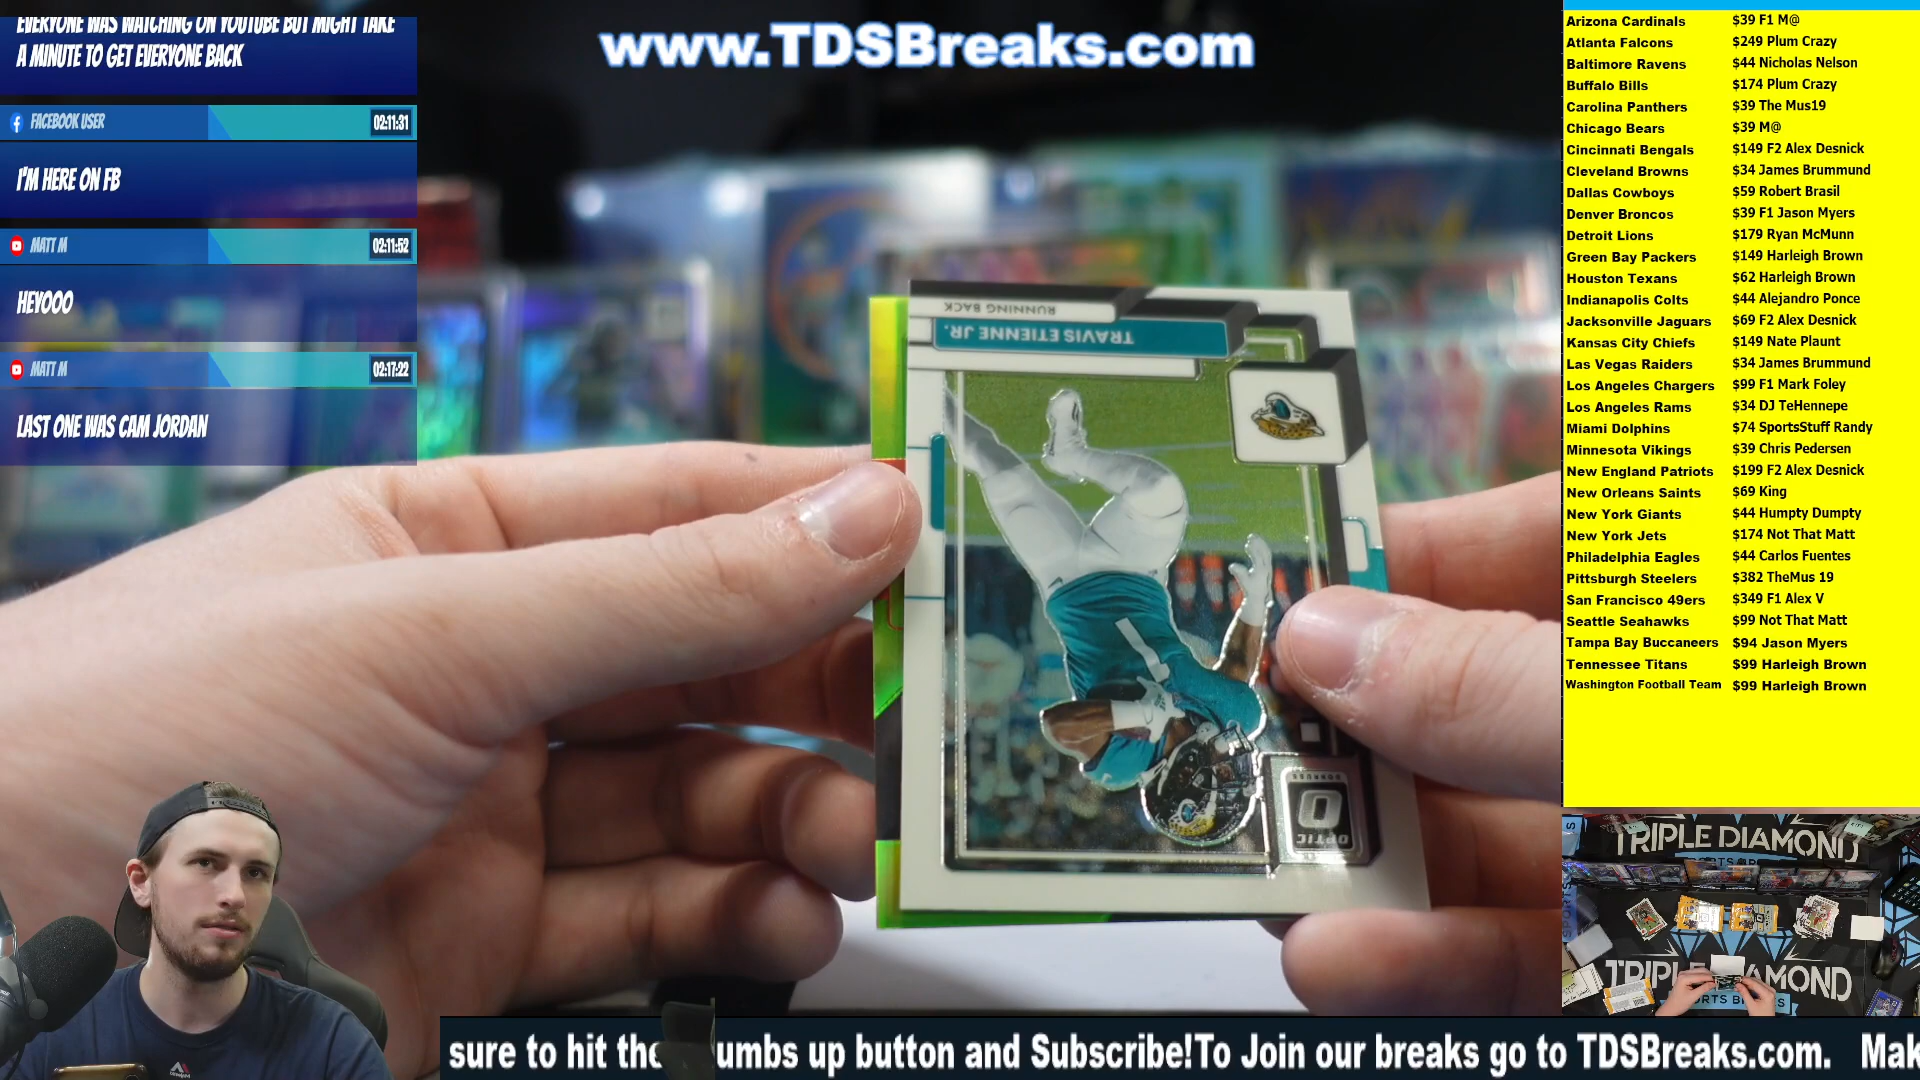 EVERYONE WAS WATCHING ON YOUTUBE BUT MIGHT TAKE
A MINUTE TO GET EVERYONE BACK
FACEBOOK USER 02:11:31
I'M HERE ON FB
MATT M 02:11:52
HEYOOO
MATT M 02:17:22
LAST ONE WAS CAM JORDAN
www.TDSBreaks.com
RUNNING BACK
TRAVIS ETIENNE JR.
DONRUSS
OPTIC
Arizona Cardinals $39 F1 M@
Atlanta Falcons $249 Plum Crazy
Baltimore Ravens $44 Nicholas Nelson
Buffalo Bills $174 Plum Crazy
Carolina Panthers $39 The Mus19
Chicago Bears $39 M@
Cincinnati Bengals $149 F2 Alex Desnick
Cleveland Browns $34 James Brummund
Dallas Cowboys $59 Robert Brasil
Denver Broncos $39 F1 Jason Myers
Detroit Lions $179 Ryan McMunn
Green Bay Packers $149 Harleigh Brown
Houston Texans $62 Harleigh Brown
Indianapolis Colts $44 Alejandro Ponce
Jacksonville Jaguars $69 F2 Alex Desnick
Kansas City Chiefs $149 Nate Plaunt
Las Vegas Raiders $34 James Brummund
Los Angeles Chargers $99 F1 Mark Foley
Los Angeles Rams $34 DJ TeHennepe
Miami Dolphins $74 SportsStuff Randy
Minnesota Vikings $39 Chris Pedersen
New England Patriots $199 F2 Alex Desnick
New Orleans Saints $69 King
New York Giants $44 Humpty Dumpty
New York Jets $174 Not That Matt
Philadelphia Eagles $44 Carlos Fuentes
Pittsburgh Steelers $382 TheMus 19
San Francisco 49ers $349 F1 Alex V
Seattle Seahawks $99 Not That Matt
Tampa Bay Buccaneers $94 Jason Myers
Tennessee Titans $99 Harleigh Brown
Washington Football Team $99 Harleigh Brown
TRIPLE DIAMOND
TRIPLE DIAMOND
sure to hit the umbs up button and Subscribe!To Join our breaks go to TDSBreaks.com. Mak